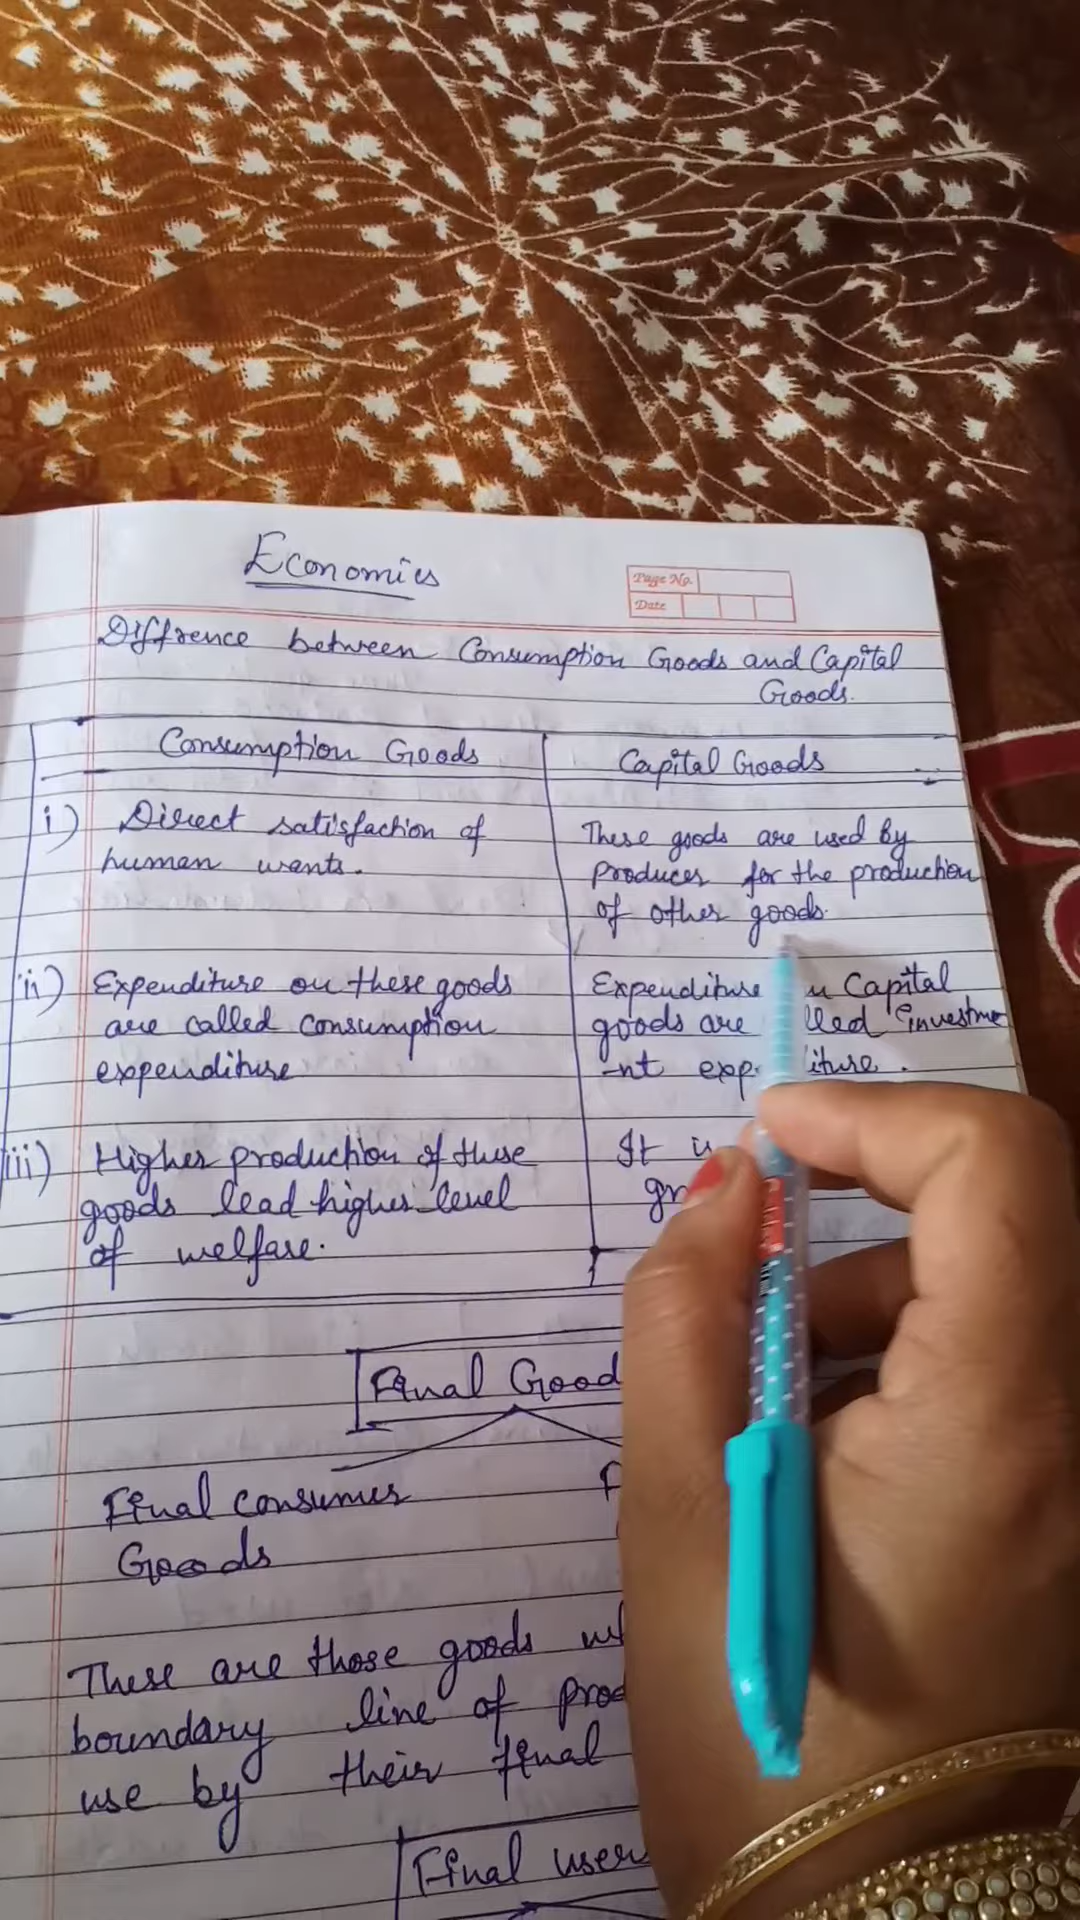 Economics
Page No.
Date
Diffrence between Consumption Goods and Capital
Goods.
Consumption Goods
Capital Goods
i) Direct satisfaction of
human wants.
These goods are used by
Producer for the production
of other goods.
ii) Expenditure on these goods
are called consumption
expenditure
Expenditure Capital
goods are investme
-nt
iii) Higher production of these
goods lead higher level
of welfare.
It
Final Good
Final consumer
Goods
These are those goods
boundary line of
use by their final
Final user